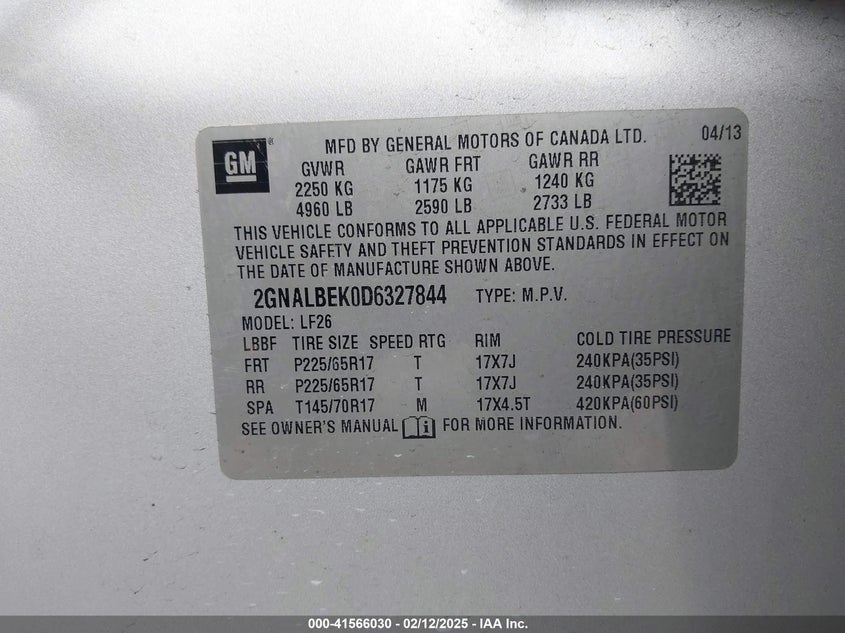 GM
MFD BY GENERAL MOTORS OF CANADA LTD. 04/13
GVWR GAWR FRT GAWR RR
2250 KG 1175 KG 1240 KG
4960 LB 2590 LB 2733 LB
THIS VEHICLE CONFORMS TO ALL APPLICABLE U.S. FEDERAL MOTOR
VEHICLE SAFETY AND THEFT PREVENTION STANDARDS IN EFFECT ON
THE DATE OF MANUFACTURE SHOWN ABOVE.
2GNALBEK0D6327844 TYPE: M.P.V.
MODEL: LF26
LBBF TIRE SIZE SPEED RTG RIM COLD TIRE PRESSURE
FRT P225/65R17 T 17X7J 240KPA(35PSI)
RR P225/65R17 T 17X7J 240KPA(35PSI)
SPA T145/70R17 M 17X4.5T 420KPA(60PSI)
SEE OWNER'S MANUAL FOR MORE INFORMATION.
000-41566030 - 02/12/2025 - IAA Inc.